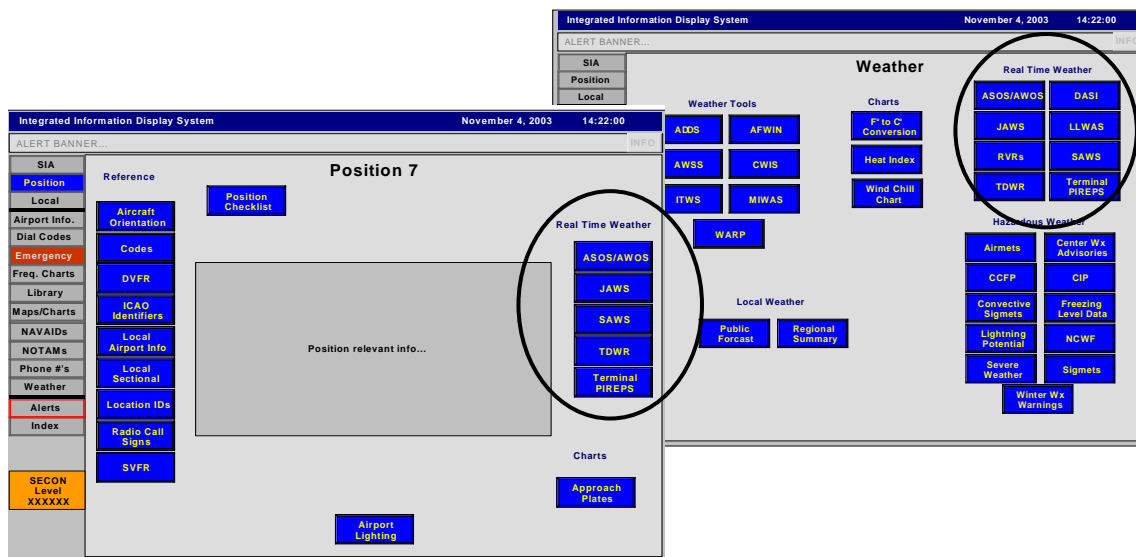 Integrated Information Display System November 4, 2003 14:22:00
ALERT BANNER... INFO
SIA
Position
Local
Weather
Weather Tools
ADDS
AFWIN
AWSS
CWIS
ITWS
MIWAS
WARP
Charts
F° to C°
Conversion
Heat Index
Wind Chill
Chart
Real Time Weather
ASOS/AWOS
DASI
JAWS
LLWAS
RVRs
SAWS
TDWR
Terminal
PIREPS
Hazardous Weather
Airmets
Center Wx
Advisories
CCFP
CIP
Convective
Sigmets
Freezing
Level Data
Lightning
Potential
NCWF
Severe
Weather
Sigmets
Winter Wx
Warnings
Local Weather
Public
Forcast
Regional
Summary
Integrated Information Display System November 4, 2003 14:22:00
ALERT BANNER... INFO
SIA
Position
Local
Airport Info.
Dial Codes
Emergency
Freq. Charts
Library
Maps/Charts
NAVAIDs
NOTAMs
Phone #'s
Weather
Alerts
Index
SECON
Level
XXXXXX
Position 7
Reference
Aircraft
Orientation
Codes
DVFR
ICAO
Identifiers
Local
Airport Info
Local
Sectional
Location IDs
Radio Call
Signs
SVFR
Position
Checklist
Position relevant info...
Real Time Weather
ASOS/AWOS
JAWS
SAWS
TDWR
Terminal
PIREPS
Charts
Approach
Plates
Airport
Lighting